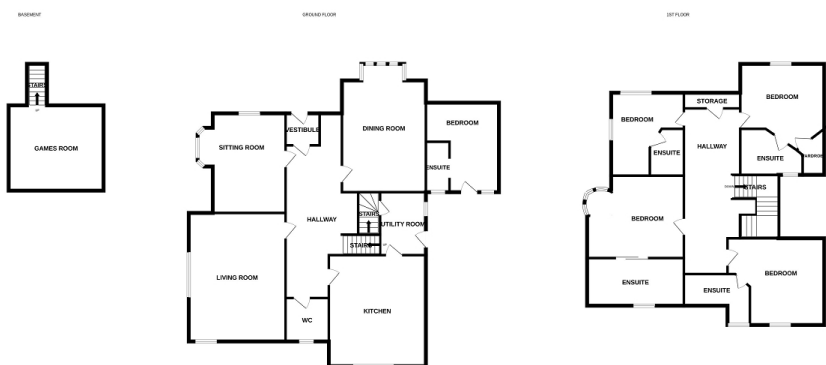 BASEMENT
STAIRS
GAMES ROOM
GROUND FLOOR
VESTIBULE
SITTING ROOM
DINING ROOM
BEDROOM
ENSUITE
STAIRS
HALLWAY
UTILITY ROOM
STAIRS
LIVING ROOM
KITCHEN
WC
1ST FLOOR
STORAGE
BEDROOM
BEDROOM
HALLWAY
ENSUITE
ENSUITE
STAIRS
BEDROOM
BEDROOM
ENSUITE
ENSUITE